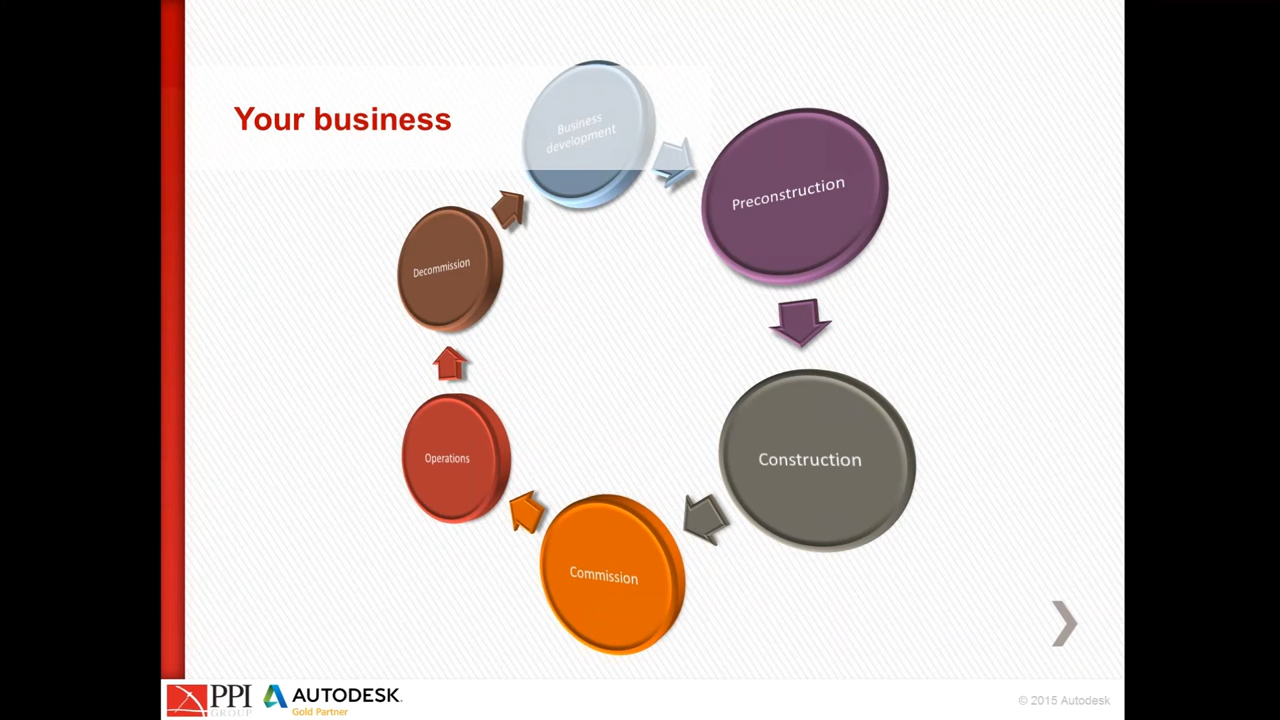 Your business
Business
development
Preconstruction
Construction
Commission
Operations
Decommission
PPI
GROUP
AUTODESK.
Gold Partner
© 2015 Autodesk